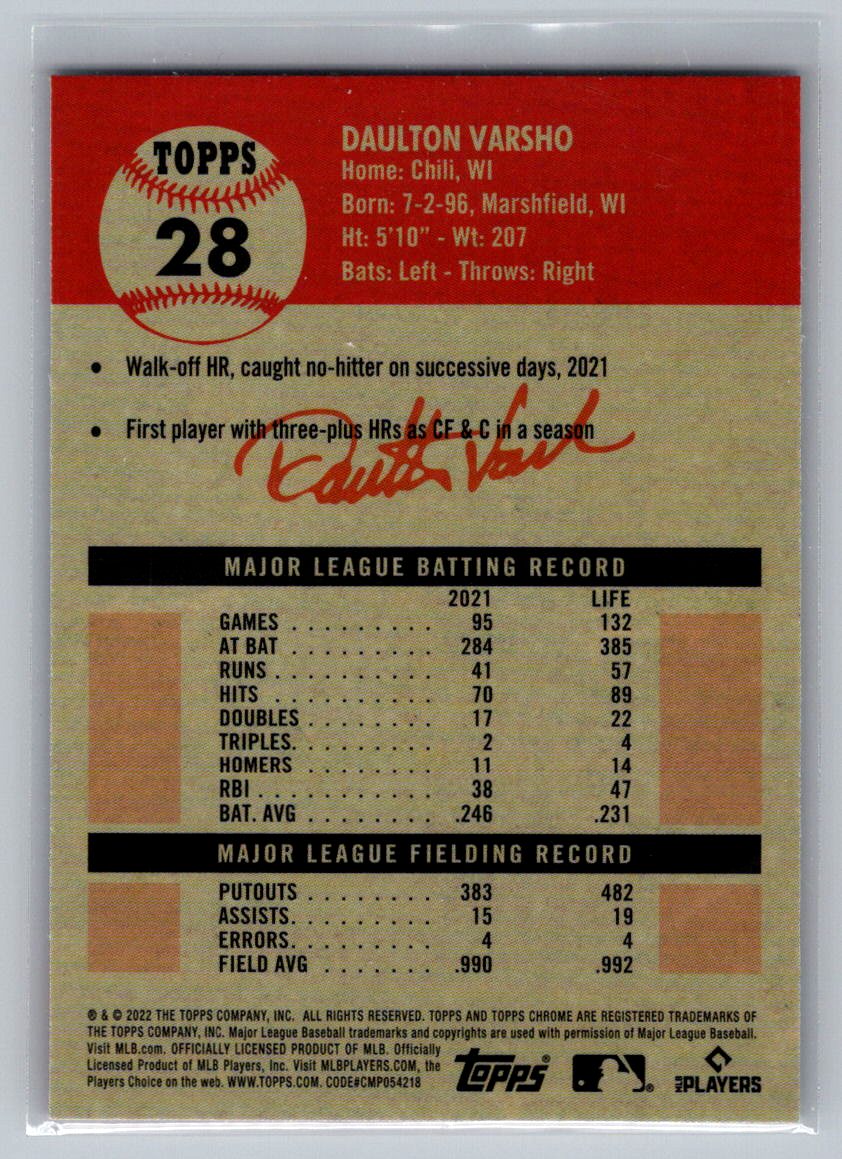 TOPPS
28
DAULTON VARSHO
Home: Chili, WI
Born: 7-2-96, Marshfield, WI
Ht: 5'10" - Wt: 207
Bats: Left - Throws: Right
• Walk-off HR, caught no-hitter on successive days, 2021
• First player with three-plus HRs as CF & C in a season
Daulton Varsho
MAJOR LEAGUE BATTING RECORD
2021 LIFE
GAMES . . . . . . . . . 95 132
AT BAT . . . . . . . . . 284 385
RUNS . . . . . . . . . . 41 57
HITS . . . . . . . . . . 70 89
DOUBLES . . . . . . . . 17 22
TRIPLES. . . . . . . . . 2 4
HOMERS . . . . . . . . 11 14
RBI . . . . . . . . . . . 38 47
BAT. AVG . . . . . . . . .246 .231
MAJOR LEAGUE FIELDING RECORD
PUTOUTS . . . . . . . . 383 482
ASSISTS. . . . . . . . . 15 19
ERRORS. . . . . . . . . 4 4
FIELD AVG . . . . . . . .990 .992
® & © 2022 THE TOPPS COMPANY, INC. ALL RIGHTS RESERVED. TOPPS AND TOPPS CHROME ARE REGISTERED TRADEMARKS OF
THE TOPPS COMPANY, INC. Major League Baseball trademarks and copyrights are used with permission of Major League Baseball.
Visit MLB.com. OFFICIALLY LICENSED PRODUCT OF MLB. Officially
Licensed Product of MLB Players, Inc. Visit MLBPLAYERS.COM, the
Players Choice on the web. WWW.TOPPS.COM. CODE#CMP054218
topps®
MLB PLAYERS